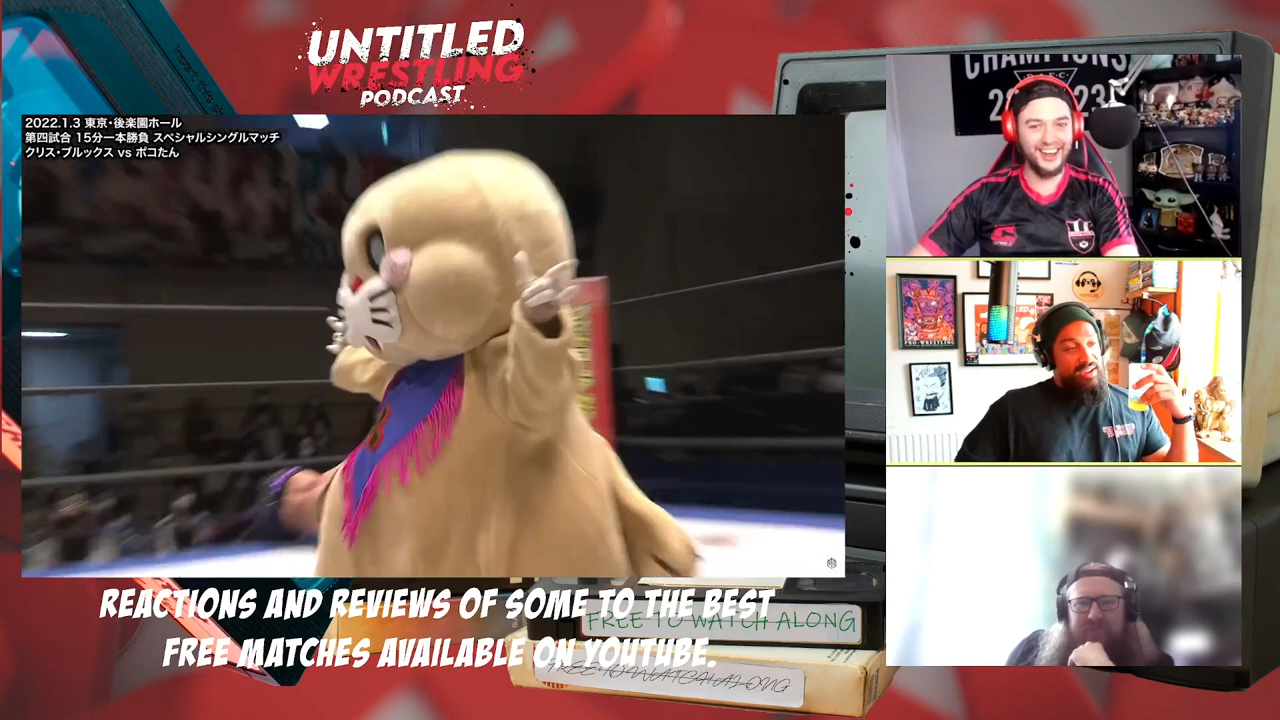 UNTITLED
WRESTLING
PODCAST
2022.1.3 東京・後楽園ホール
第四試合 15分一本勝負 スペシャルシングルマッチ
クリス・ブルックス vs ポコたん
CHAMPIONS
PRO-WRESTLING
REACTIONS AND REVIEWS OF SOME TO THE BEST
FREE MATCHES AVAILABLE ON YOUTUBE.
FREE TO WATCH ALONG
FREE TO WATCH ALONG